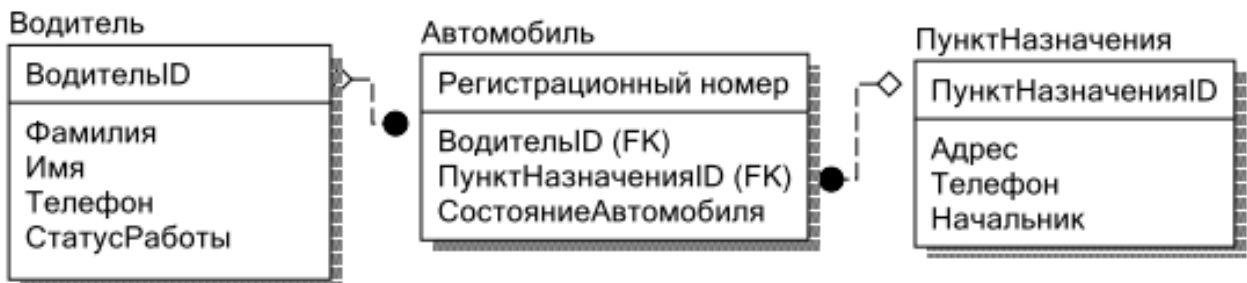 Водитель
ВодительID
Фамилия
Имя
Телефон
СтатусРаботы
Автомобиль
Регистрационный номер
ВодительID (FK)
ПунктНазначенияID (FK)
СостояниеАвтомобиля
ПунктНазначения
ПунктНазначенияID
Адрес
Телефон
Начальник